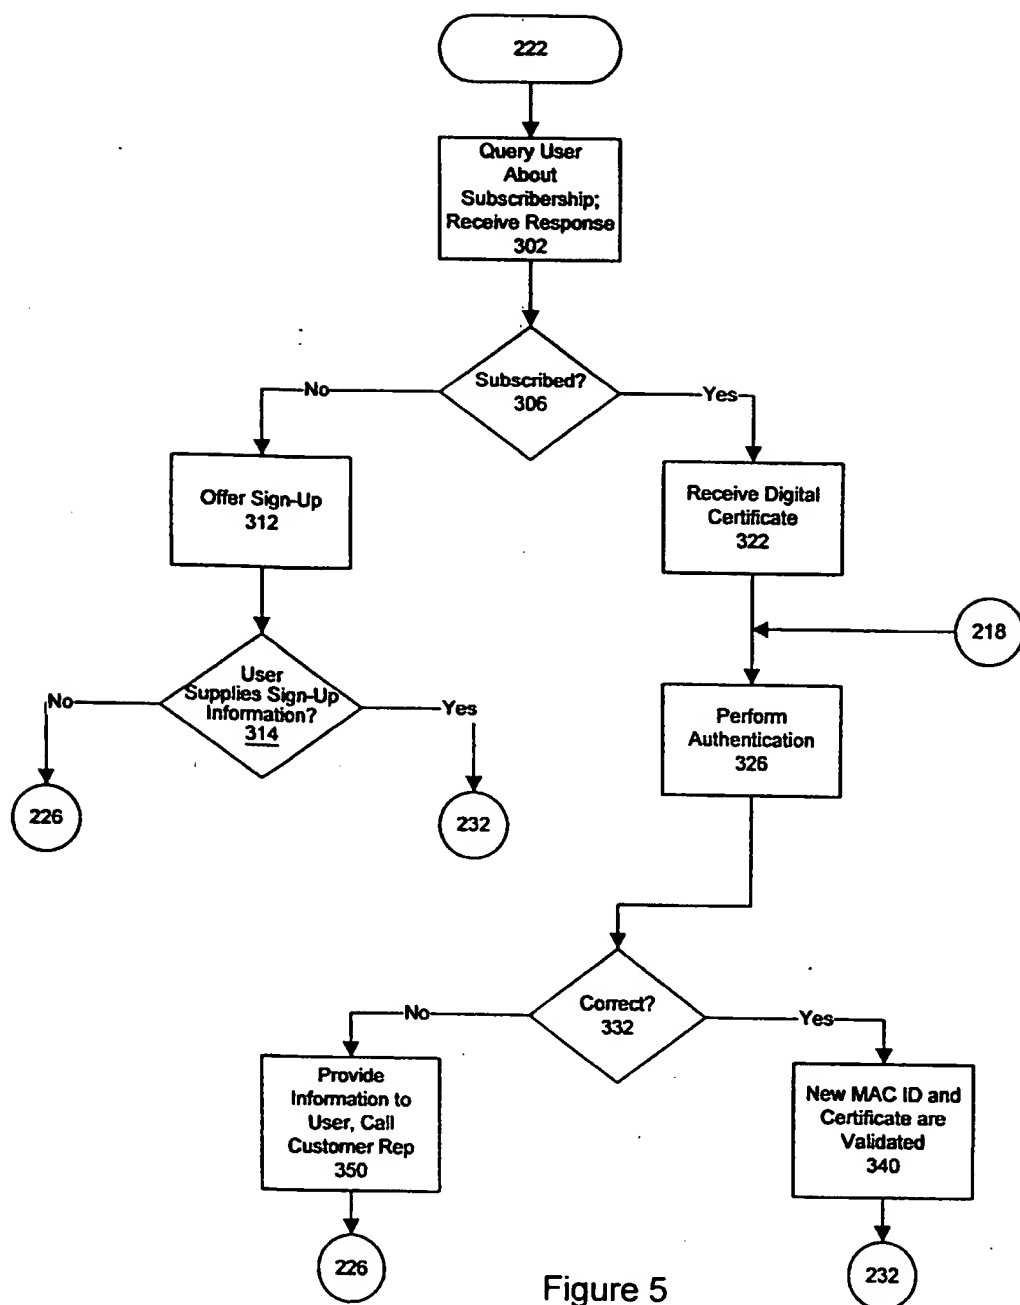 222
Query User
About
Subscribership;
Receive Response
302
Subscribed?
306
No
Yes
Offer Sign-Up
312
Receive Digital
Certificate
322
218
User
Supplies Sign-Up
Information?
314
No
Yes
Perform
Authentication
326
226
232
Correct?
332
No
Yes
Provide
Information to
User, Call
Customer Rep
350
New MAC ID and
Certificate are
Validated
340
226
232
Figure 5